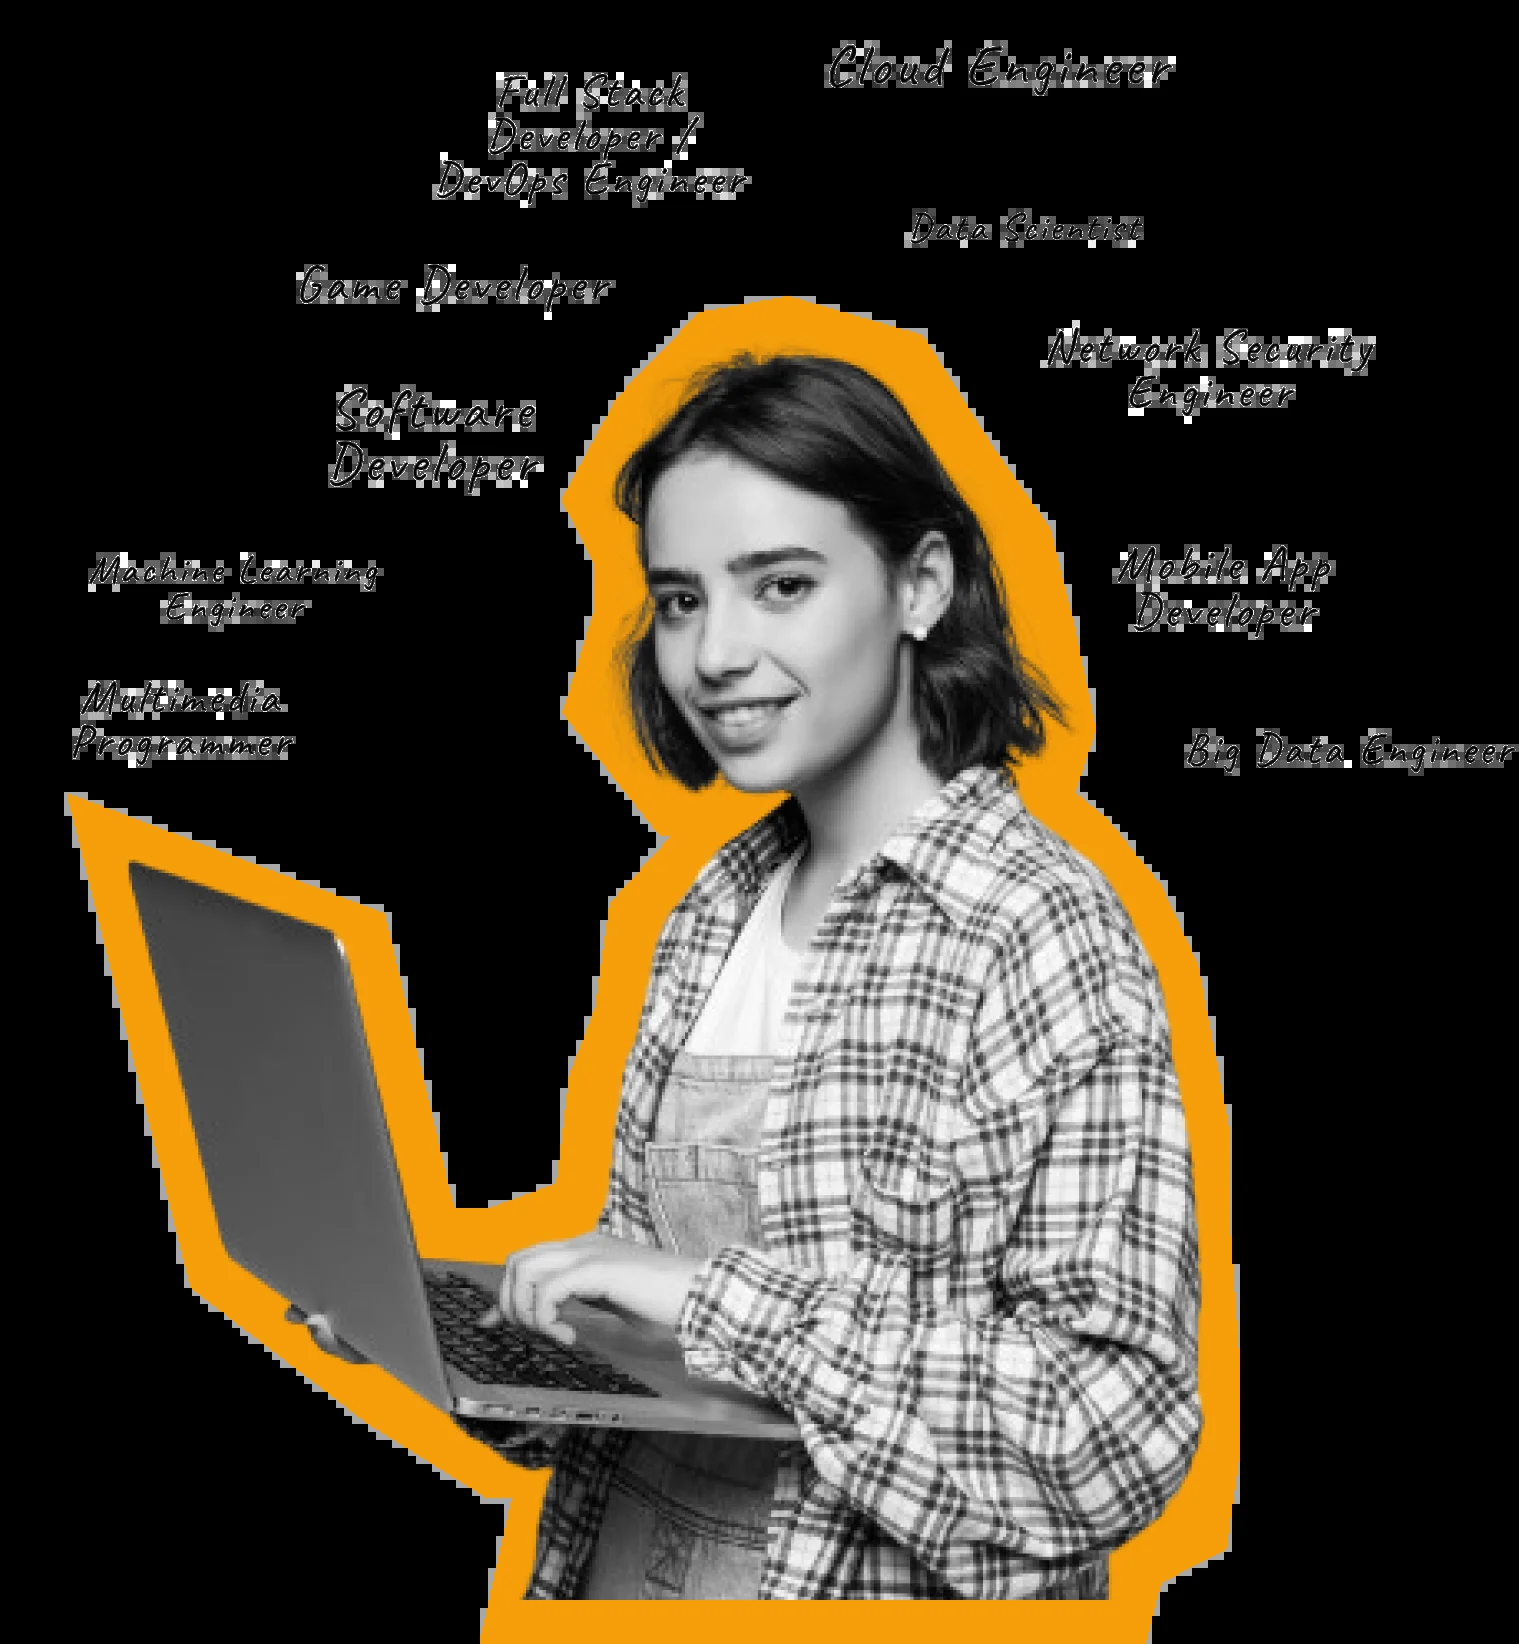 Cloud Engineer
Full Stack
Developer /
DevOps Engineer
Data Scientist
Game Developer
Network Security
Engineer
Software
Developer
Machine Learning
Engineer
Mobile App
Developer
Multimedia
Programmer
Big Data Engineer